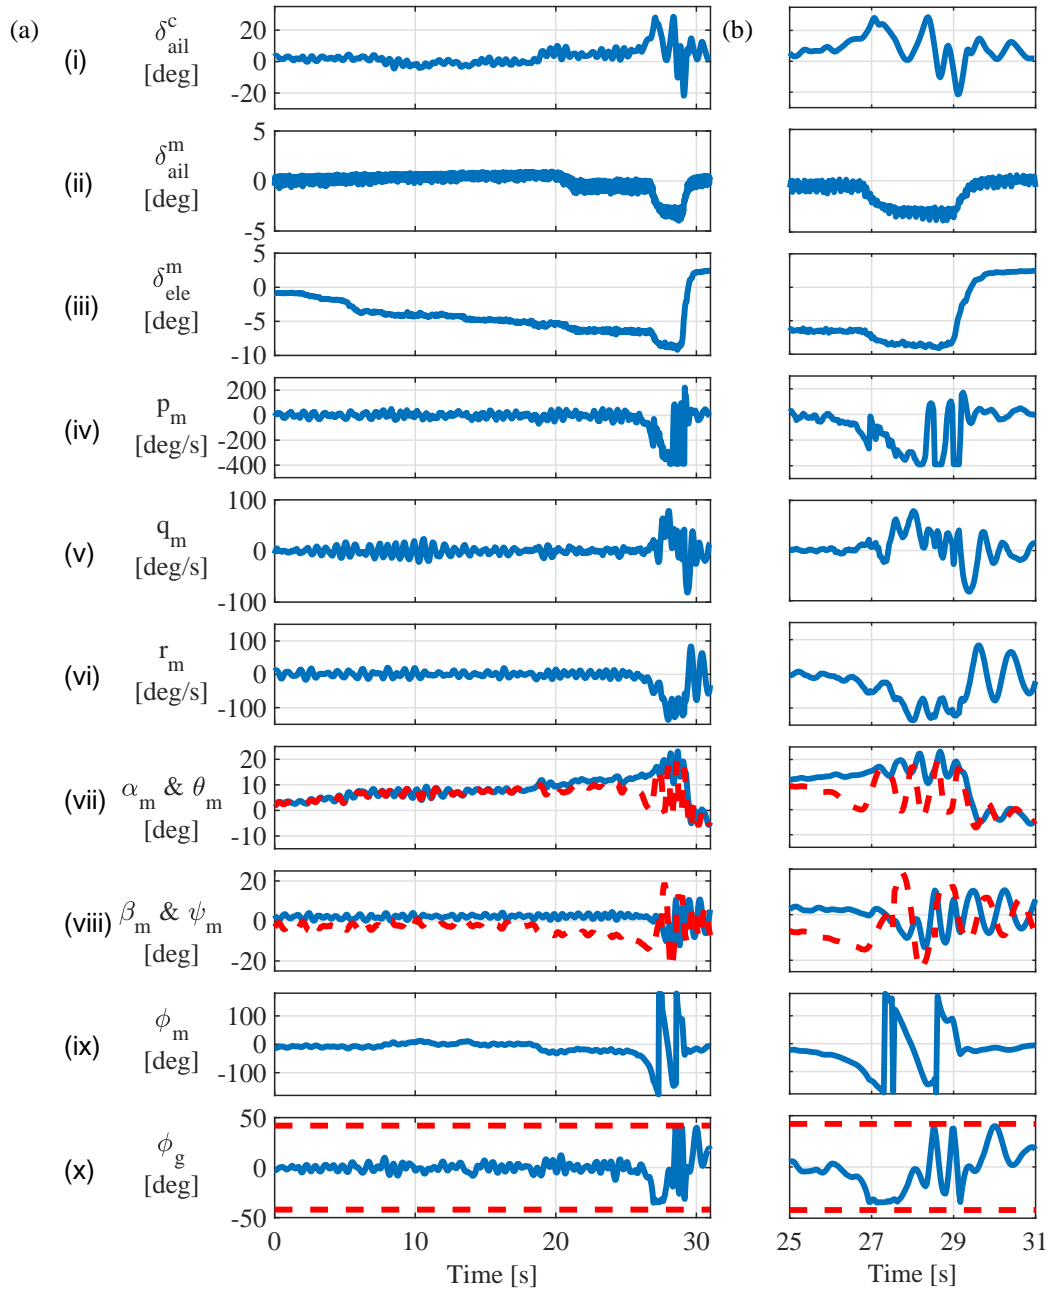 (a)
(b)
(i)
δ^c_ail
[deg]
20
0
-20
(ii)
δ^m_ail
[deg]
5
0
-5
(iii)
δ^m_ele
[deg]
5
0
-5
-10
(iv)
p_m
[deg/s]
200
0
-200
-400
(v)
q_m
[deg/s]
100
0
-100
(vi)
r_m
[deg/s]
100
0
-100
(vii)
α_m & θ_m
[deg]
20
10
0
-10
(viii)
β_m & ψ_m
[deg]
20
0
-20
(ix)
ϕ_m
[deg]
100
0
-100
(x)
ϕ_g
[deg]
50
0
-50
0 10 20 30
25 27 29 31
Time [s]
Time [s]